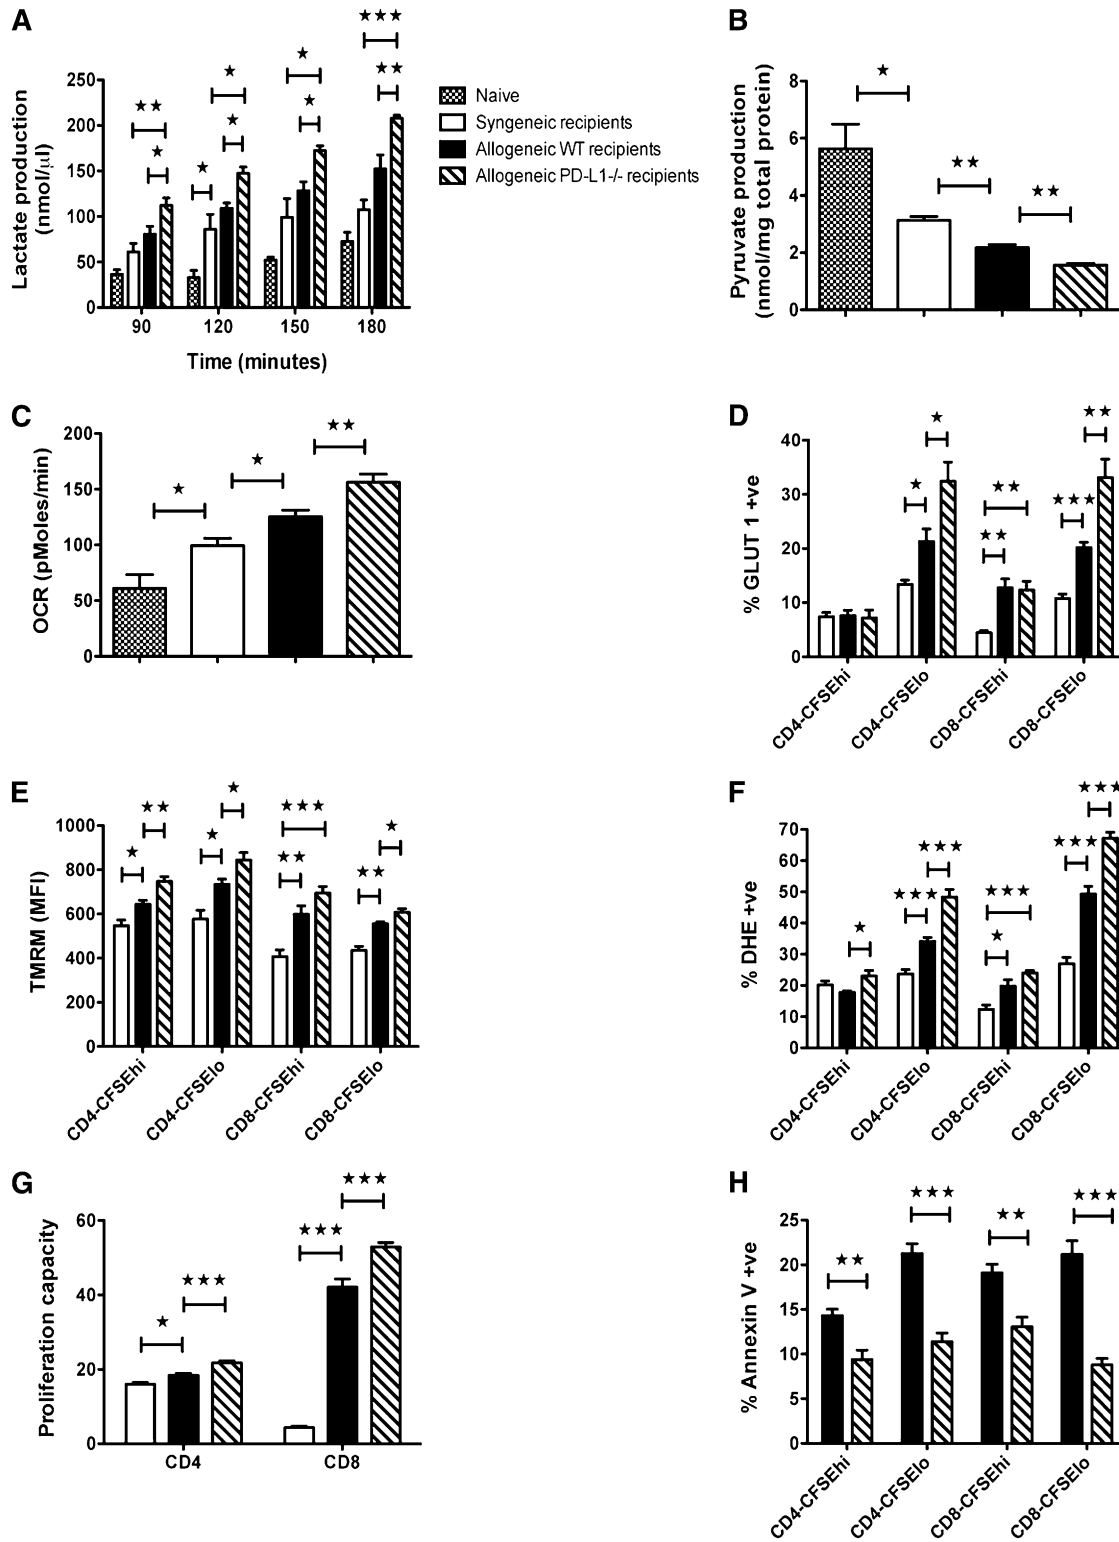 A
Lactate production
(nmol/µl)
250
200
150
100
50
0
90 120 150 180
Time (minutes)
★★ ★ ★ ★ ★ ★ ★ ★★★ ★★
Naive
Syngeneic recipients
Allogeneic WT recipients
Allogeneic PD-L1-/- recipients
B
Pyruvate production
(nmol/mg total protein)
8
6
4
2
0
★ ★★ ★★
C
OCR (pMoles/min)
200
150
100
50
0
★ ★ ★★
D
% GLUT 1 +ve
40
30
20
10
0
★ ★ ★★ ★★ ★★★ ★★
CD4-CFSEhi CD4-CFSElo CD8-CFSEhi CD8-CFSElo
E
TMRM (MFI)
1000
800
600
400
200
0
★ ★★ ★ ★ ★★ ★★★ ★★ ★
CD4-CFSEhi CD4-CFSElo CD8-CFSEhi CD8-CFSElo
F
% DHE +ve
70
60
50
40
30
20
10
0
★ ★★★ ★★★ ★ ★★★ ★★★ ★★★
CD4-CFSEhi CD4-CFSElo CD8-CFSEhi CD8-CFSElo
G
Proliferation capacity
60
40
20
0
★ ★★★ ★★★ ★★★
CD4 CD8
H
% Annexin V +ve
25
20
15
10
5
0
★★ ★★★ ★★ ★★★
CD4-CFSEhi CD4-CFSElo CD8-CFSEhi CD8-CFSElo